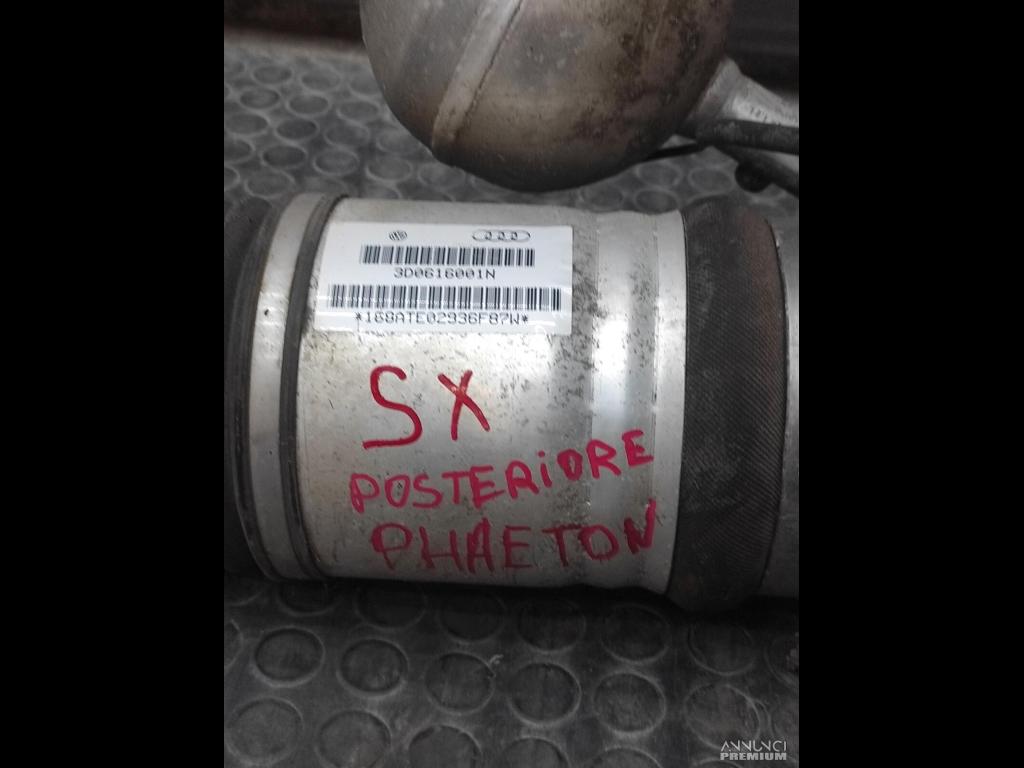 3D0616001N
*168ATE02936F87W*
SX
POSTERIORE
PHAETON
ANNUNCI
PREMIUM